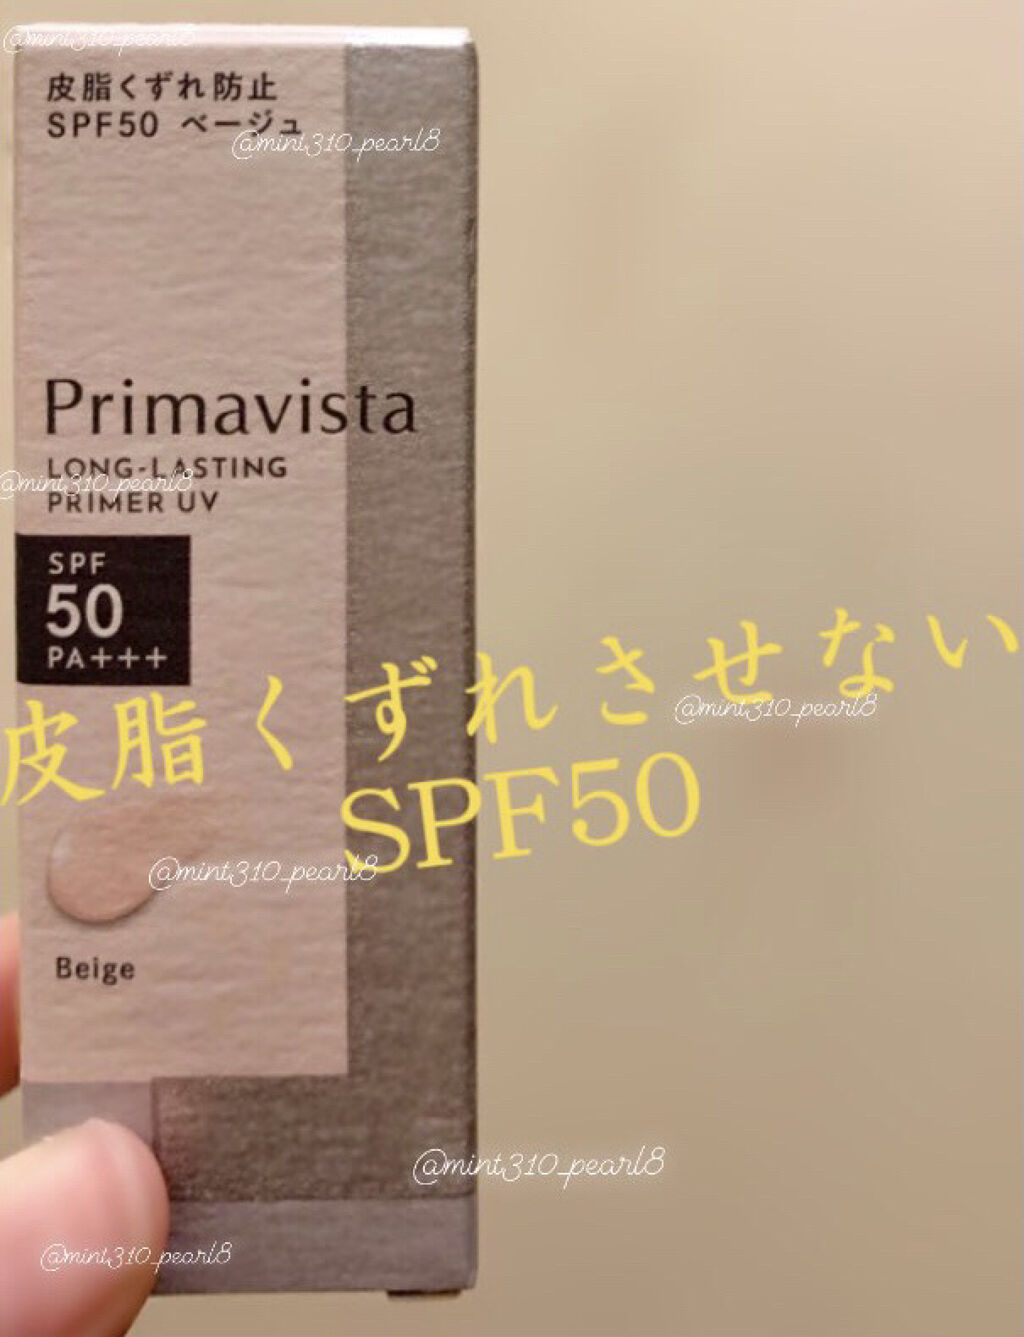 @mint310_pearl8
皮脂くずれ防止
SPF50 ベージュ
@mint310_pearl8
Primavista
LONG-LASTING
@mint310_pearl8
PRIMER UV
SPF
50
PA+++
皮脂くずれさせない
@mint310_pearl8
SPF50
@mint310_pearl8
Beige
@mint310_pearl8
@mint310_pearl8